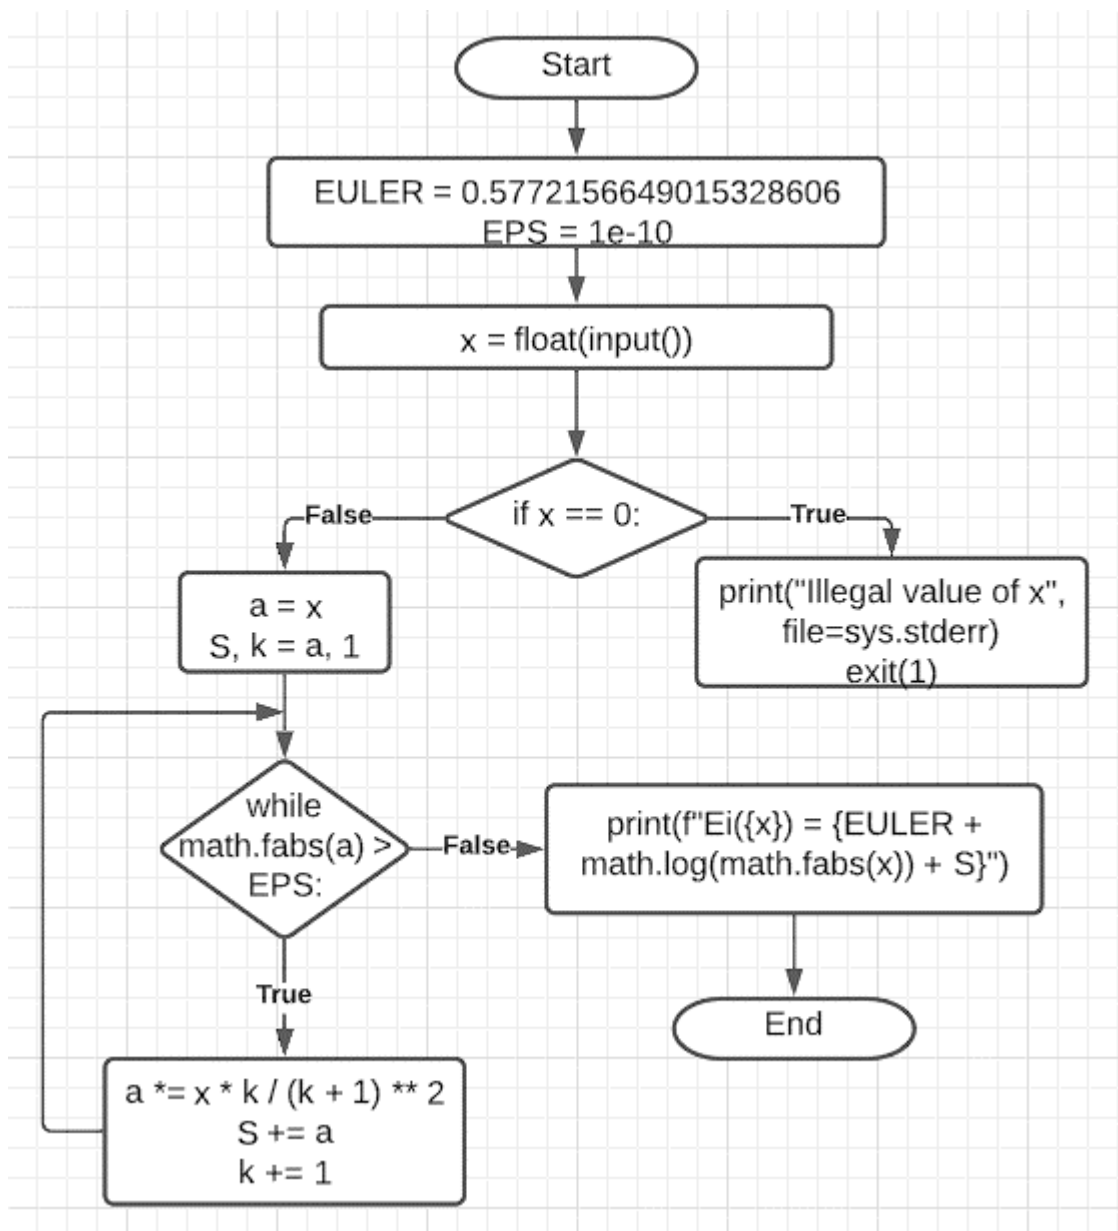 Start
EULER = 0.5772156649015328606
EPS = 1e-10
x = float(input())
if x == 0:
False
True
a = x
S, k = a, 1
print("Illegal value of x",
file=sys.stderr)
exit(1)
while
math.fabs(a) >
EPS:
False
print(f"Ei({x}) = {EULER +
math.log(math.fabs(x)) + S}")
True
End
a *= x * k / (k + 1) ** 2
S += a
k += 1